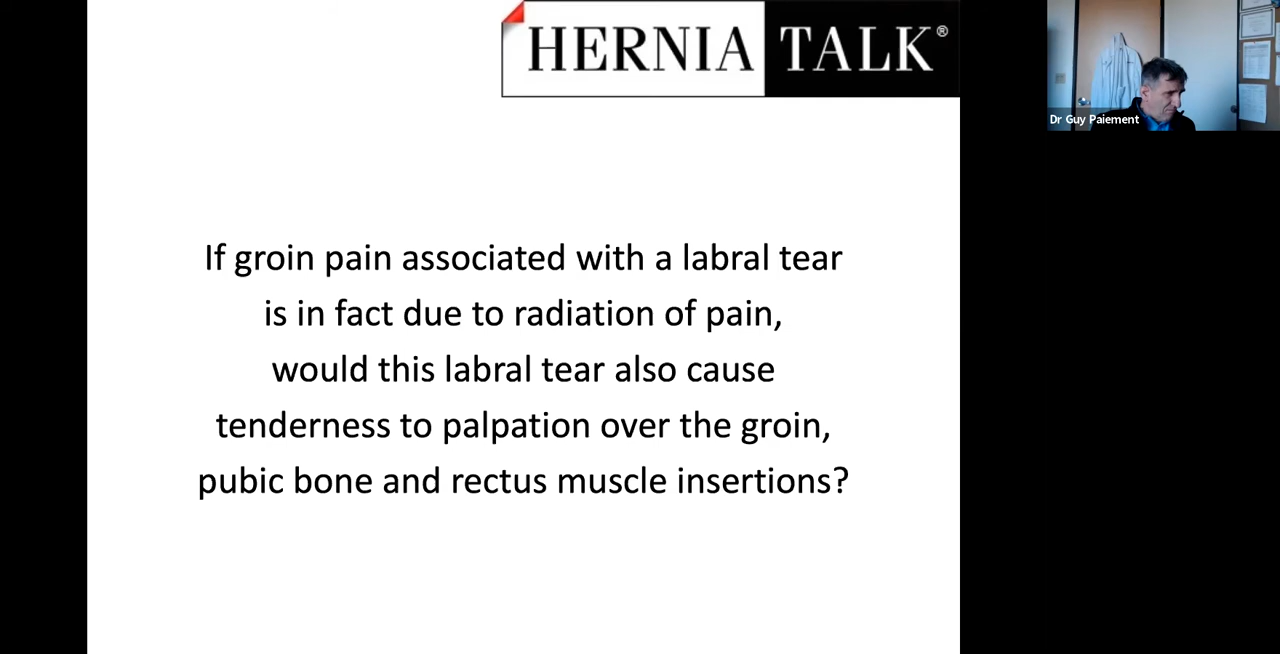 HERNIA TALK®
Dr Guy Paiement
If groin pain associated with a labral tear
is in fact due to radiation of pain,
would this labral tear also cause
tenderness to palpation over the groin,
pubic bone and rectus muscle insertions?